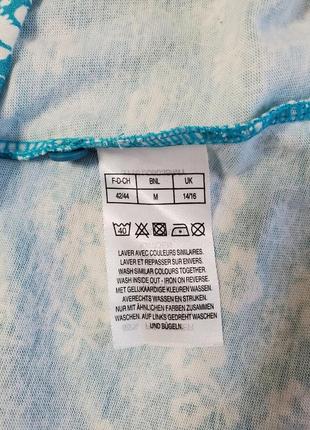 F-D-CH BNL UK
42/44 M 14/16
40
LAVER AVEC COULEURS SIMILAIRES.
LAVER ET REPASSER SUR ENVERS.
WASH SIMILAR COLOURS TOGETHER.
WASH INSIDE OUT - IRON ON REVERSE.
MET GELIJKAARDIGE KLEUREN WASSEN.
AVERECHTS WASSEN EN STRIJKEN.
NUR MIT ÄHNLICHEN FARBEN ZUSAMMEN
WASCHEN. AUF LINKS GEDREHT WASCHEN
UND BÜGELN.